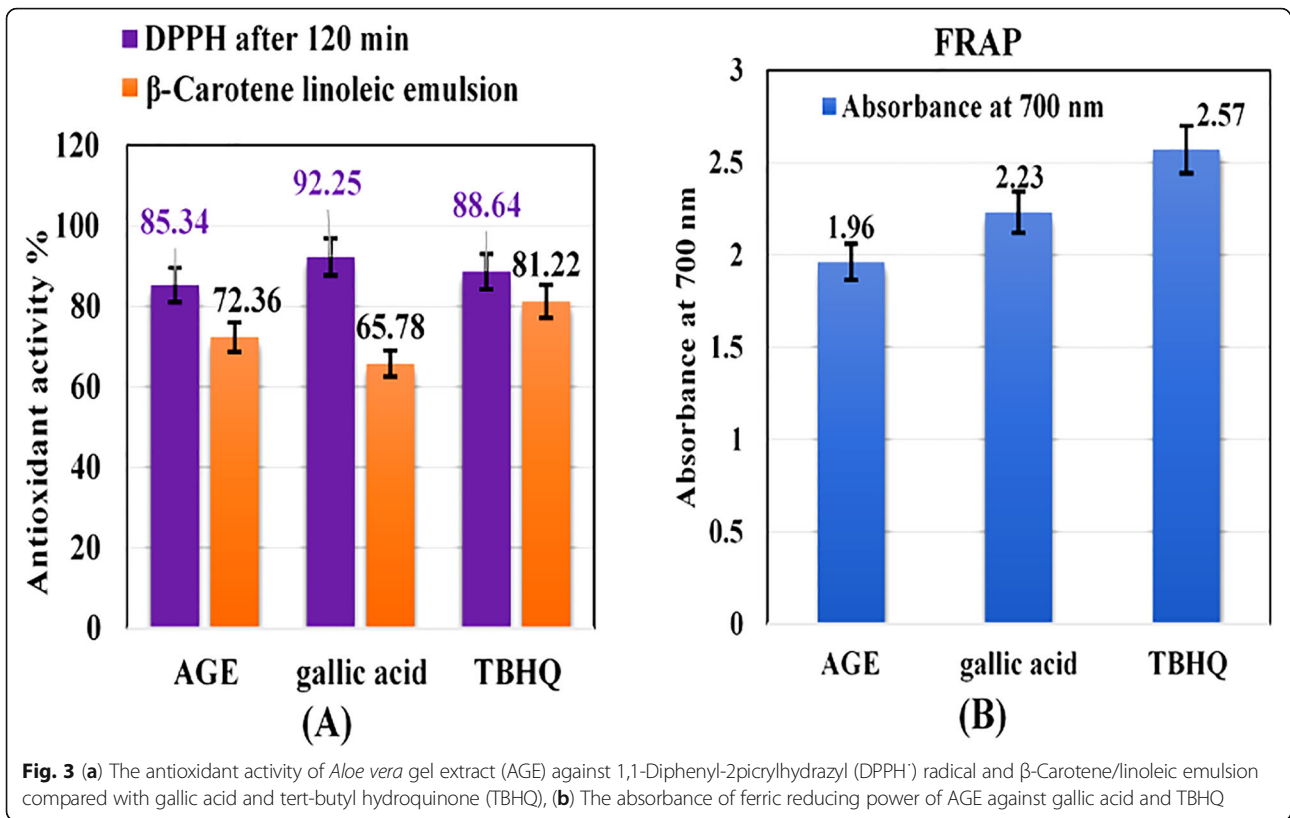 DPPH after 120 min
β-Carotene linoleic emulsion
Antioxidant activity %
120
100
80
60
40
20
0
85.34
72.36
92.25
65.78
88.64
81.22
AGE gallic acid TBHQ
(A)
FRAP
Absorbance at 700 nm
Absorbance at 700 nm
3
2.5
2
1.5
1
0.5
0
1.96
2.23
2.57
AGE gallic acid TBHQ
(B)
Fig. 3 (a) The antioxidant activity of Aloe vera gel extract (AGE) against 1,1-Diphenyl-2picrylhydrazyl (DPPH˙) radical and β-Carotene/linoleic emulsion
compared with gallic acid and tert-butyl hydroquinone (TBHQ), (b) The absorbance of ferric reducing power of AGE against gallic acid and TBHQ